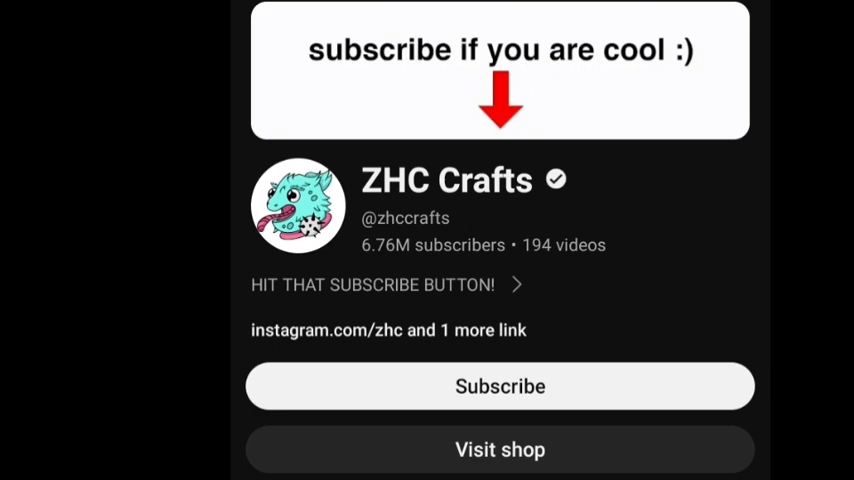 subscribe if you are cool :)
ZHC Crafts
@zhccrafts
6.76M subscribers • 194 videos
HIT THAT SUBSCRIBE BUTTON!
instagram.com/zhc and 1 more link
Subscribe
Visit shop